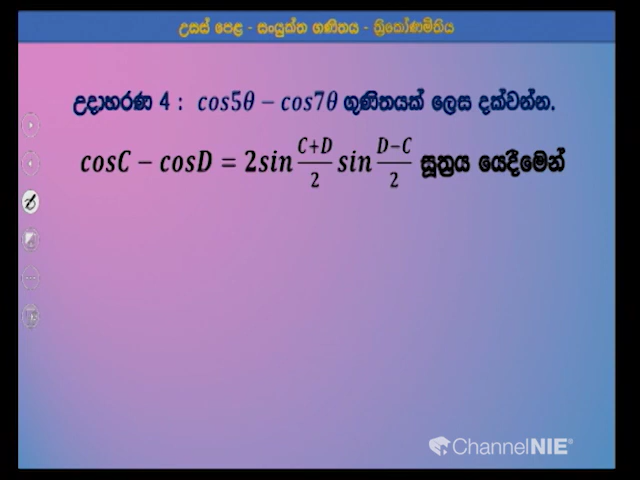 උසස් පෙළ - සංයුක්ත ගණිතය - ත්‍රිකෝණමිතිය
උදාහරණ 4 : cos5θ − cos7θ ගුණිතයක් ලෙස දක්වන්න.
cosC − cosD = 2sin (C+D)/2 sin (D−C)/2 සූත්‍රය යෙදීමෙන්
ChannelNIE